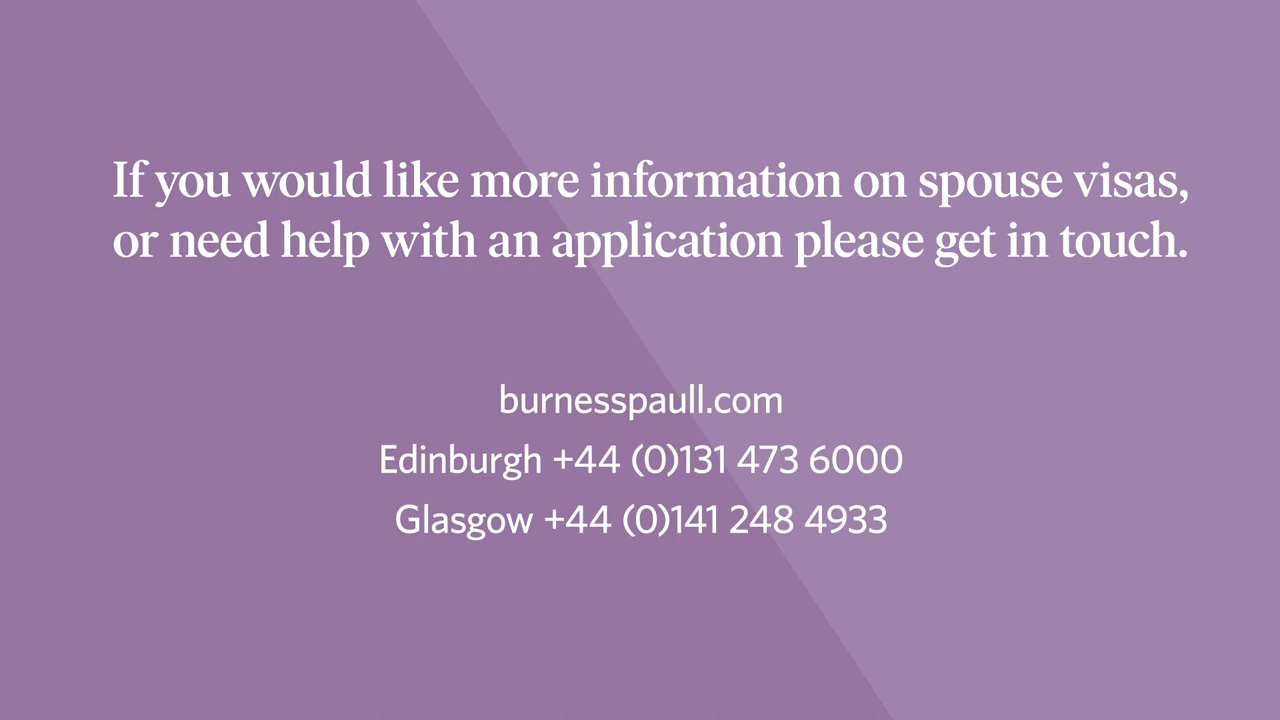 If you would like more information on spouse visas,
or need help with an application please get in touch.
burnesspaull.com
Edinburgh +44 (0)131 473 6000
Glasgow +44 (0)141 248 4933